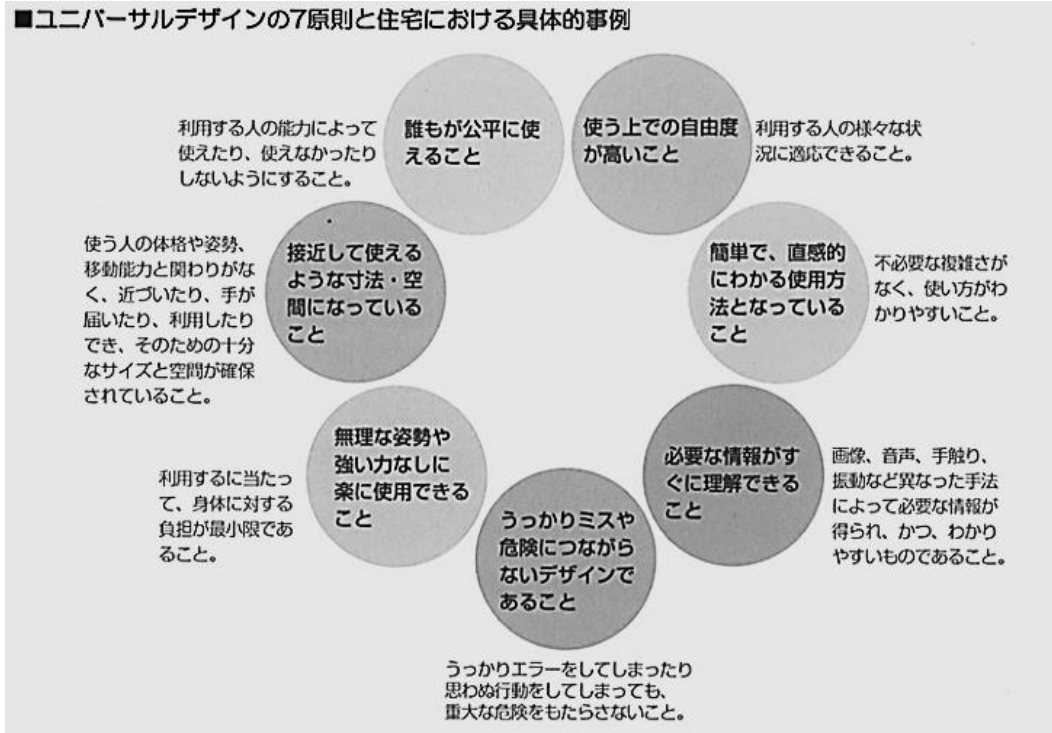 ■ユニバーサルデザインの7原則と住宅における具体的事例
誰もが公平に使
えること
利用する人の能力によって
使えたり、使えなかったり
しないようにすること。
使う上での自由度
が高いこと
利用する人の様々な状
況に適応できること。
簡単で、直感的
にわかる使用方
法となっている
こと
不必要な複雑さが
なく、使い方がわ
かりやすいこと。
必要な情報がす
ぐに理解できる
こと
画像、音声、手触り、
振動など異なった手法
によって必要な情報が
得られ、かつ、わかり
やすいものであること。
うっかりミスや
危険につながら
ないデザインで
あること
うっかりエラーをしてしまったり
思わぬ行動をしてしまっても、
重大な危険をもたらさないこと。
無理な姿勢や
強い力なしに
楽に使用できる
こと
利用するに当たっ
て、身体に対する
負担が最小限であ
ること。
接近して使える
ような寸法・空
間になっている
こと
使う人の体格や姿勢、
移動能力と関わりがな
く、近づいたり、手が
届いたり、利用したり
でき、そのための十分
なサイズと空間が確保
されていること。